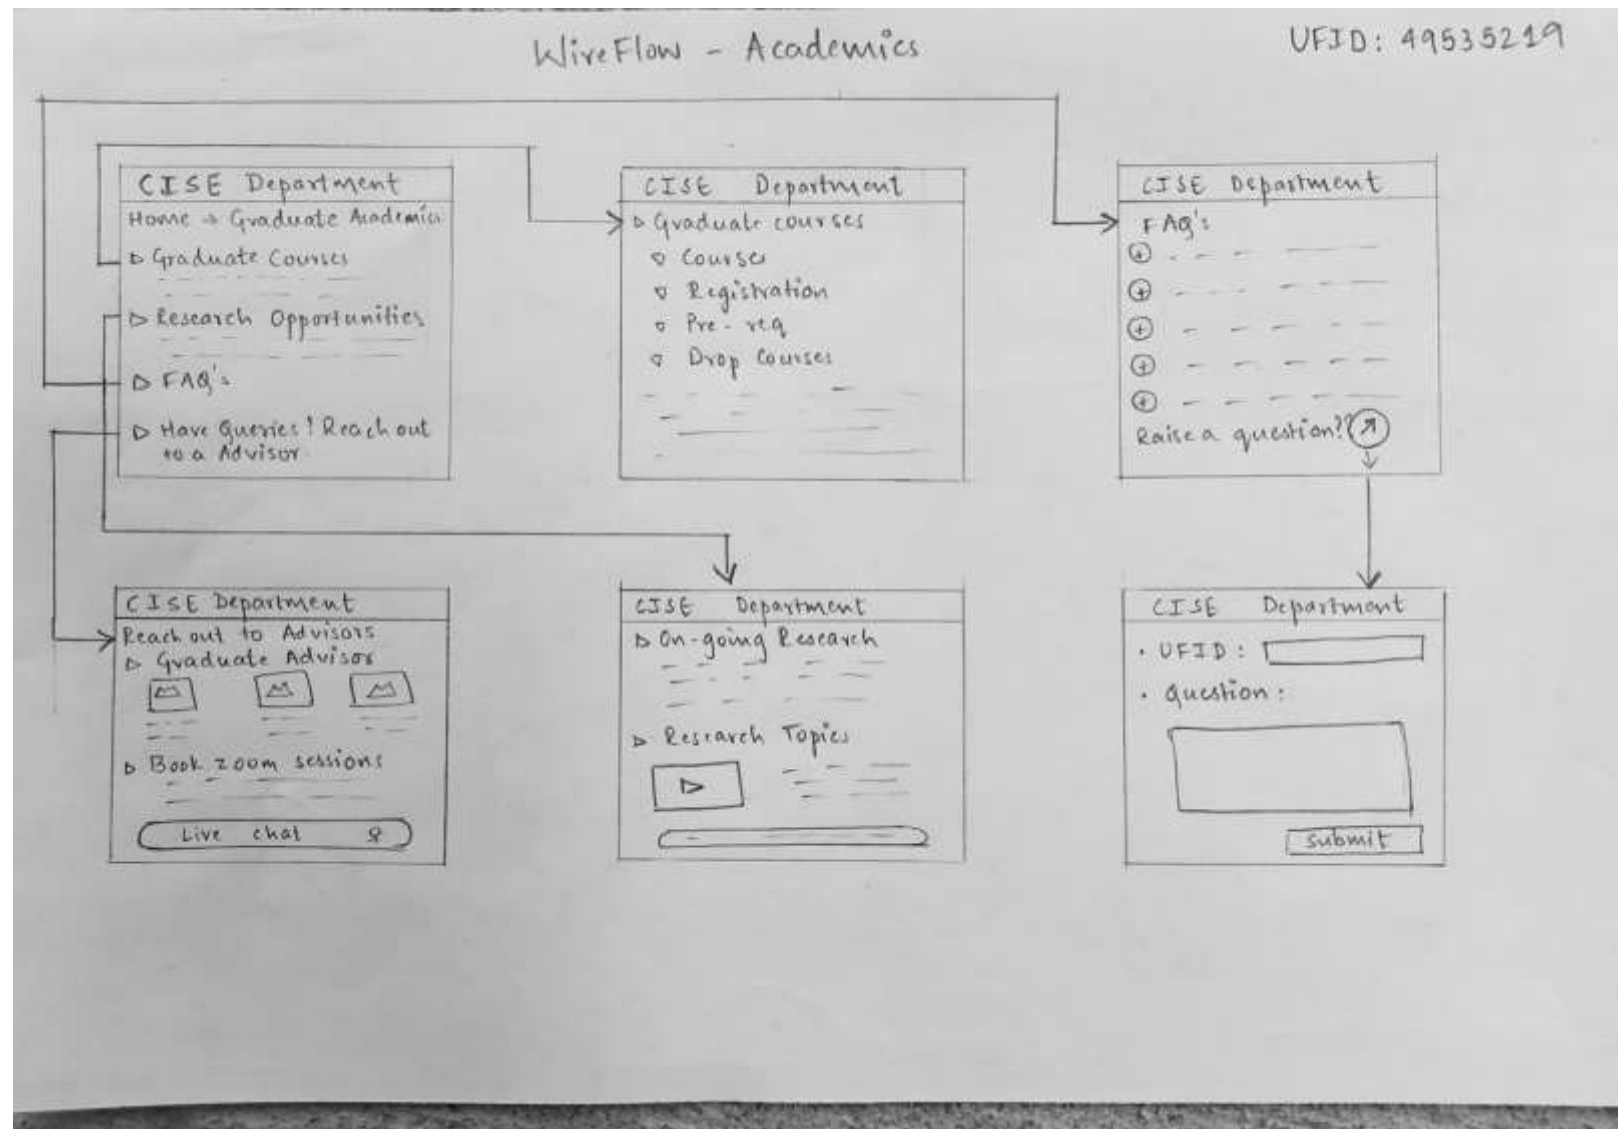 WireFlow - Academics
UFID: 49535219
CISE Department
Home → Graduate Academics
Graduate Courses
Research Opportunities
FAQ's
Have Queries? Reach out
to a Advisor
CISE Department
Graduate courses
Courses
Registration
Pre-req
Drop Courses
CISE Department
FAQ's
Raise a question??
CISE Department
Reach out to Advisors
Graduate Advisor
Book zoom sessions
Live chat
CISE Department
On-going Research
Research Topics
CISE Department
UFID:
Question:
Submit